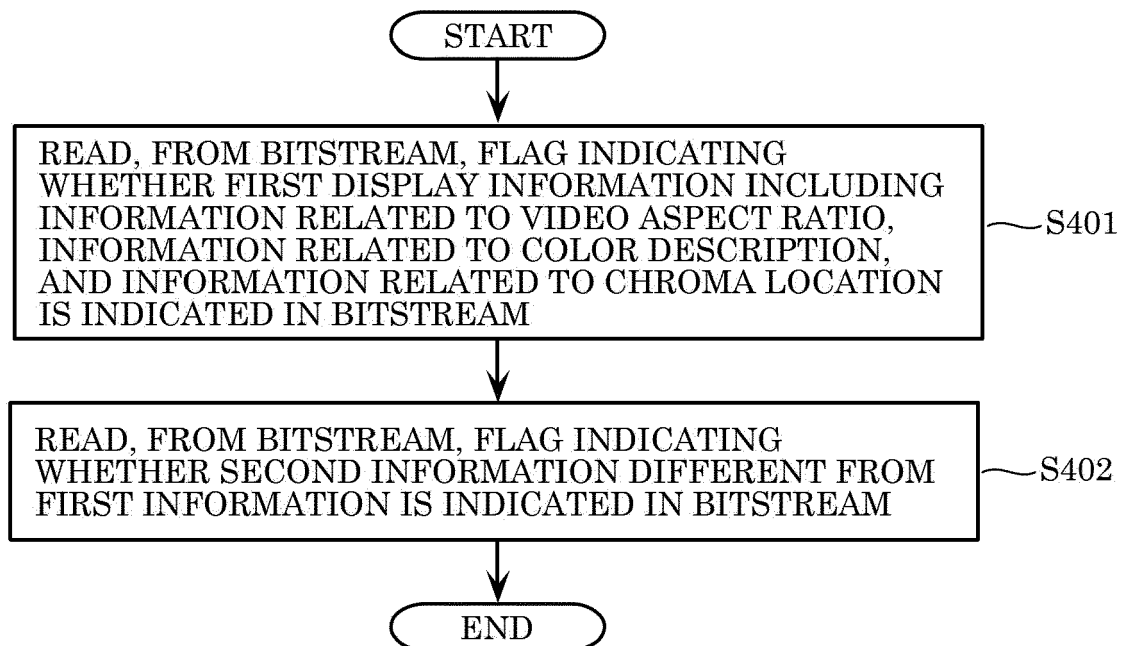 START
READ, FROM BITSTREAM, FLAG INDICATING
WHETHER FIRST DISPLAY INFORMATION INCLUDING
INFORMATION RELATED TO VIDEO ASPECT RATIO,
INFORMATION RELATED TO COLOR DESCRIPTION,
AND INFORMATION RELATED TO CHROMA LOCATION
IS INDICATED IN BITSTREAM
S401
READ, FROM BITSTREAM, FLAG INDICATING
WHETHER SECOND INFORMATION DIFFERENT FROM
FIRST INFORMATION IS INDICATED IN BITSTREAM
S402
END